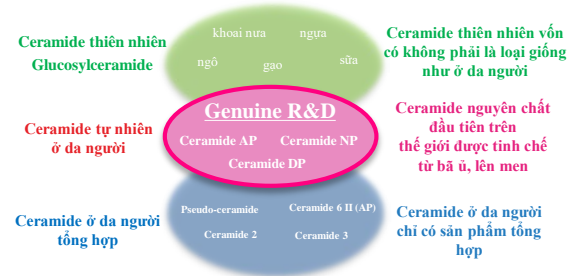 Ceramide thiên nhiên
Glucosylceramide
khoai nưa
ngựa
ngô
gạo
sữa
Ceramide thiên nhiên vốn
có không phải là loại giống
như ở da người
Ceramide tự nhiên
ở da người
Genuine R&D
Ceramide AP
Ceramide NP
Ceramide DP
Ceramide nguyên chất
đầu tiên trên
thế giới được tinh chế
từ bã ủ, lên men
Ceramide ở da người
tổng hợp
Pseudo-ceramide
Ceramide 6 II (AP)
Ceramide 2
Ceramide 3
Ceramide ở da người
chỉ có sản phẩm tổng
hợp